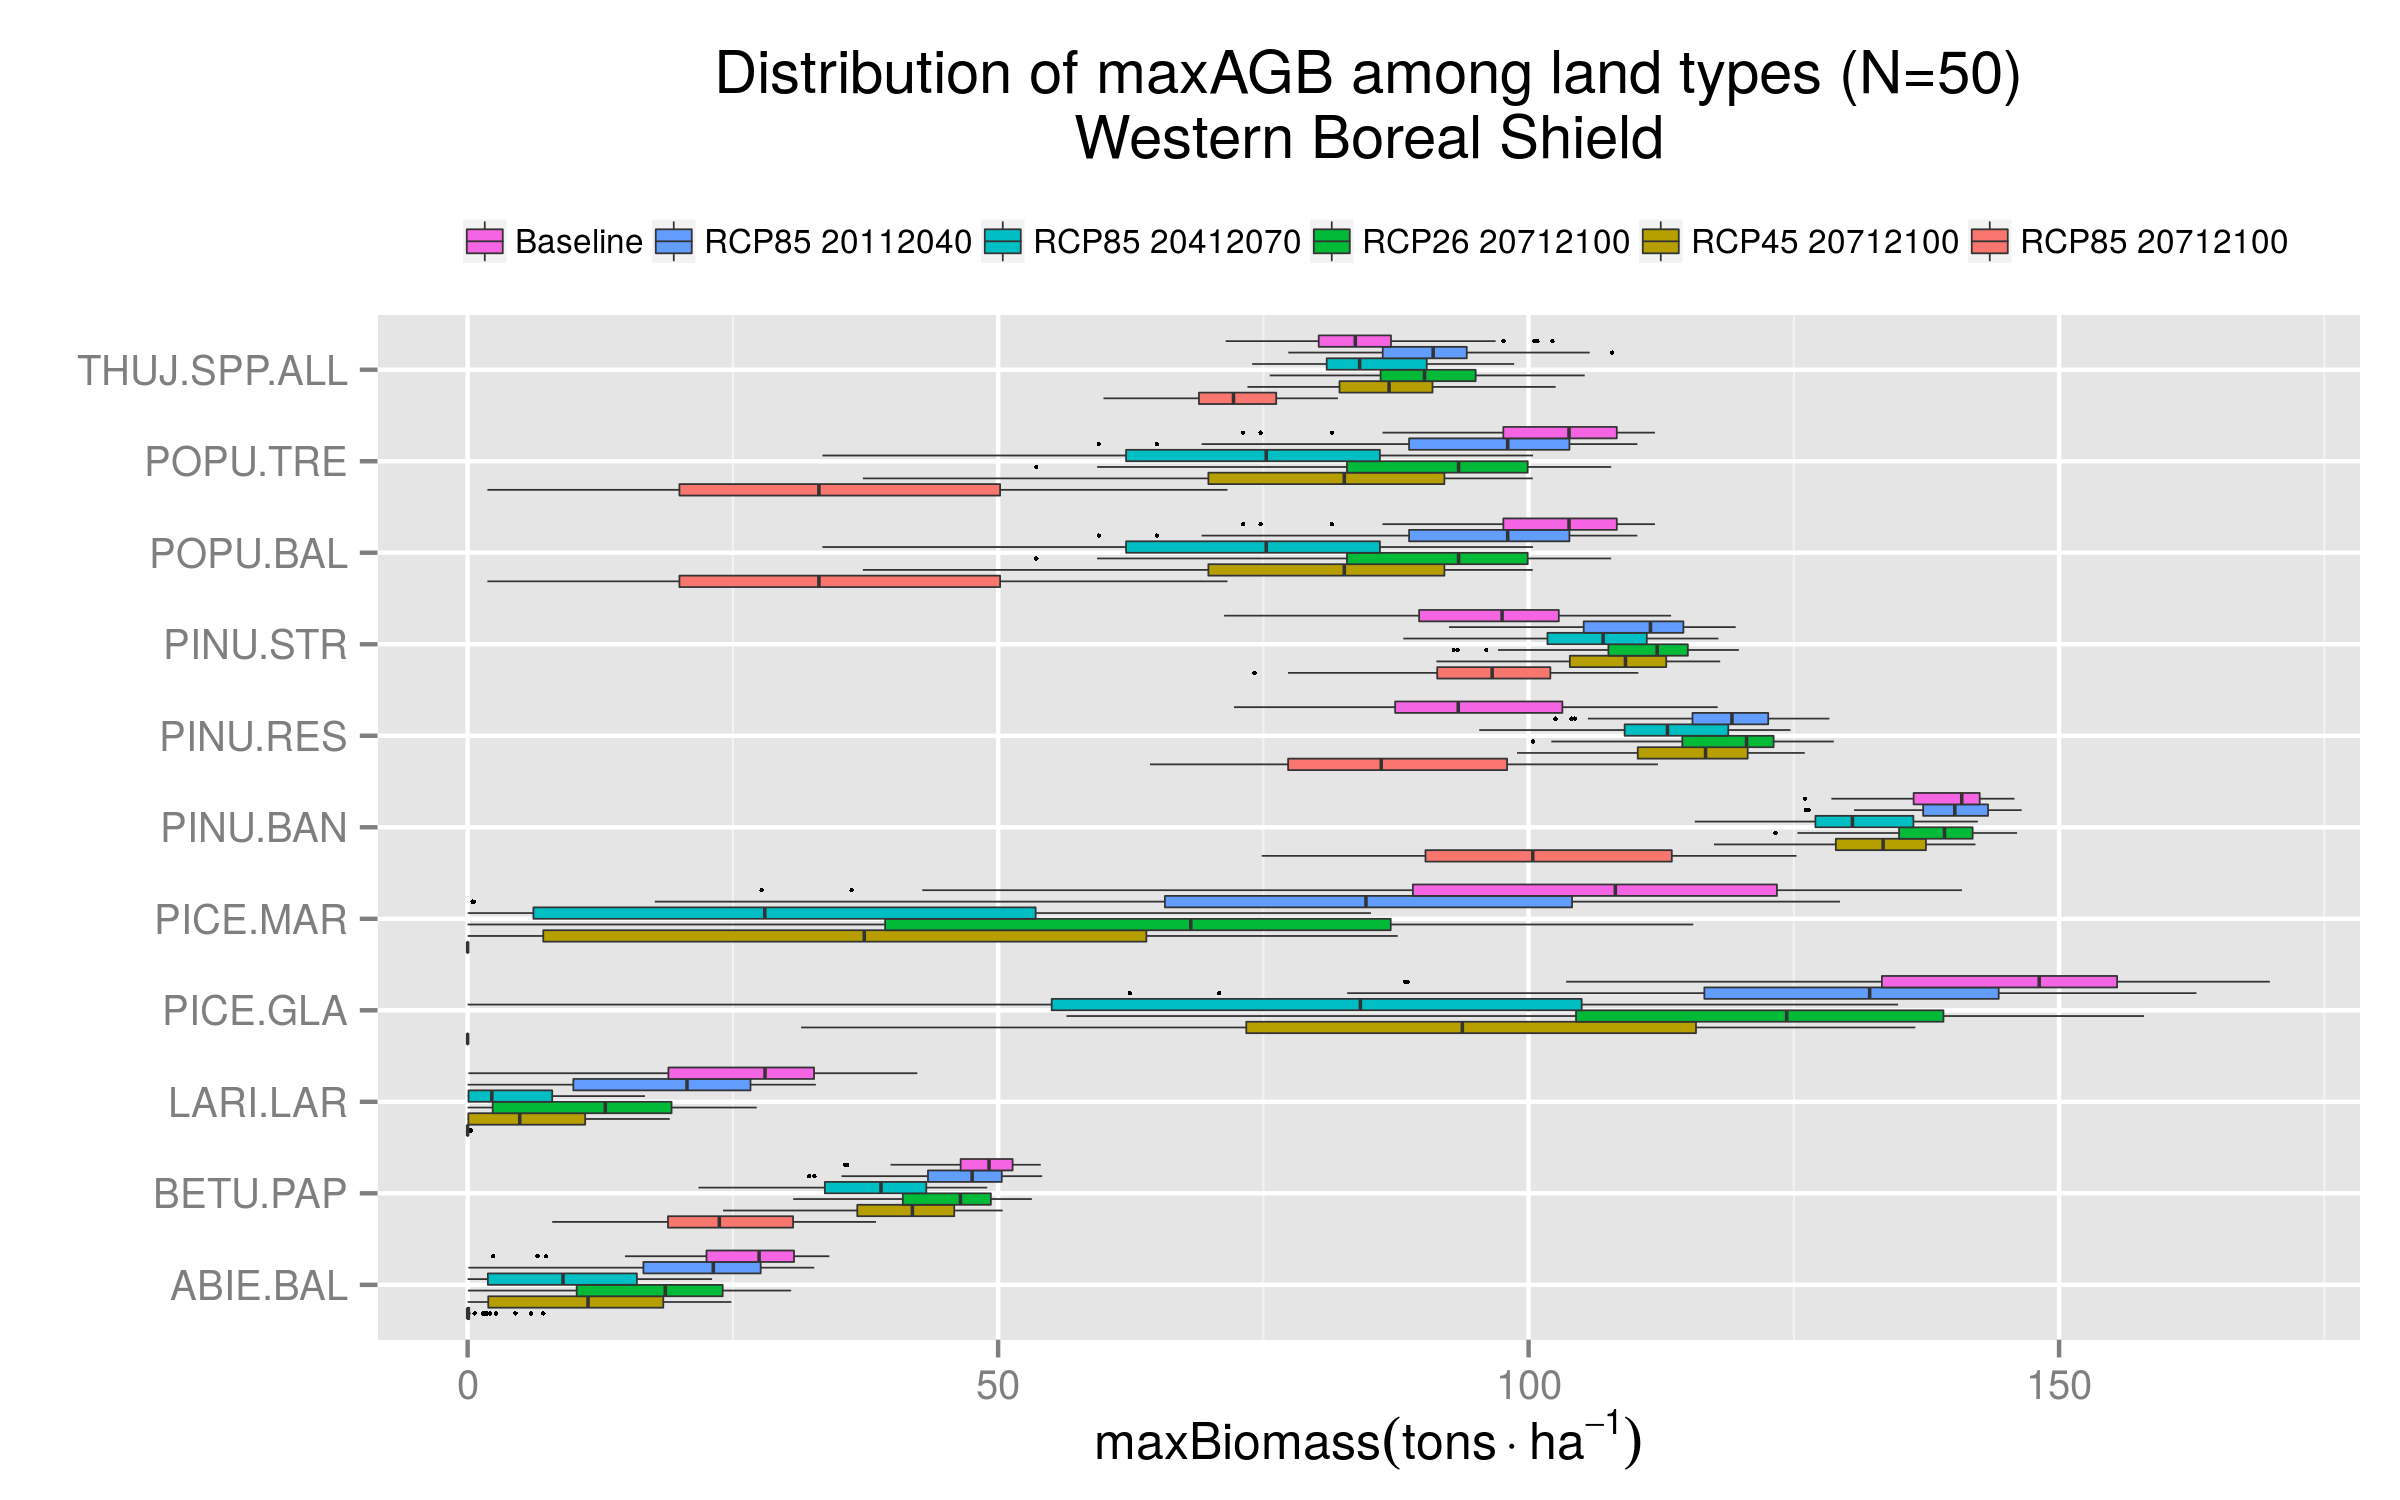 Distribution of maxAGB among land types (N=50)
Western Boreal Shield
Baseline RCP85 20112040 RCP85 20412070 RCP26 20712100 RCP45 20712100 RCP85 20712100
THUJ.SPP.ALL
POPU.TRE
POPU.BAL
PINU.STR
PINU.RES
PINU.BAN
PICE.MAR
PICE.GLA
LARI.LAR
BETU.PAP
ABIE.BAL
0 50 100 150
maxBiomass(tons · ha⁻¹)